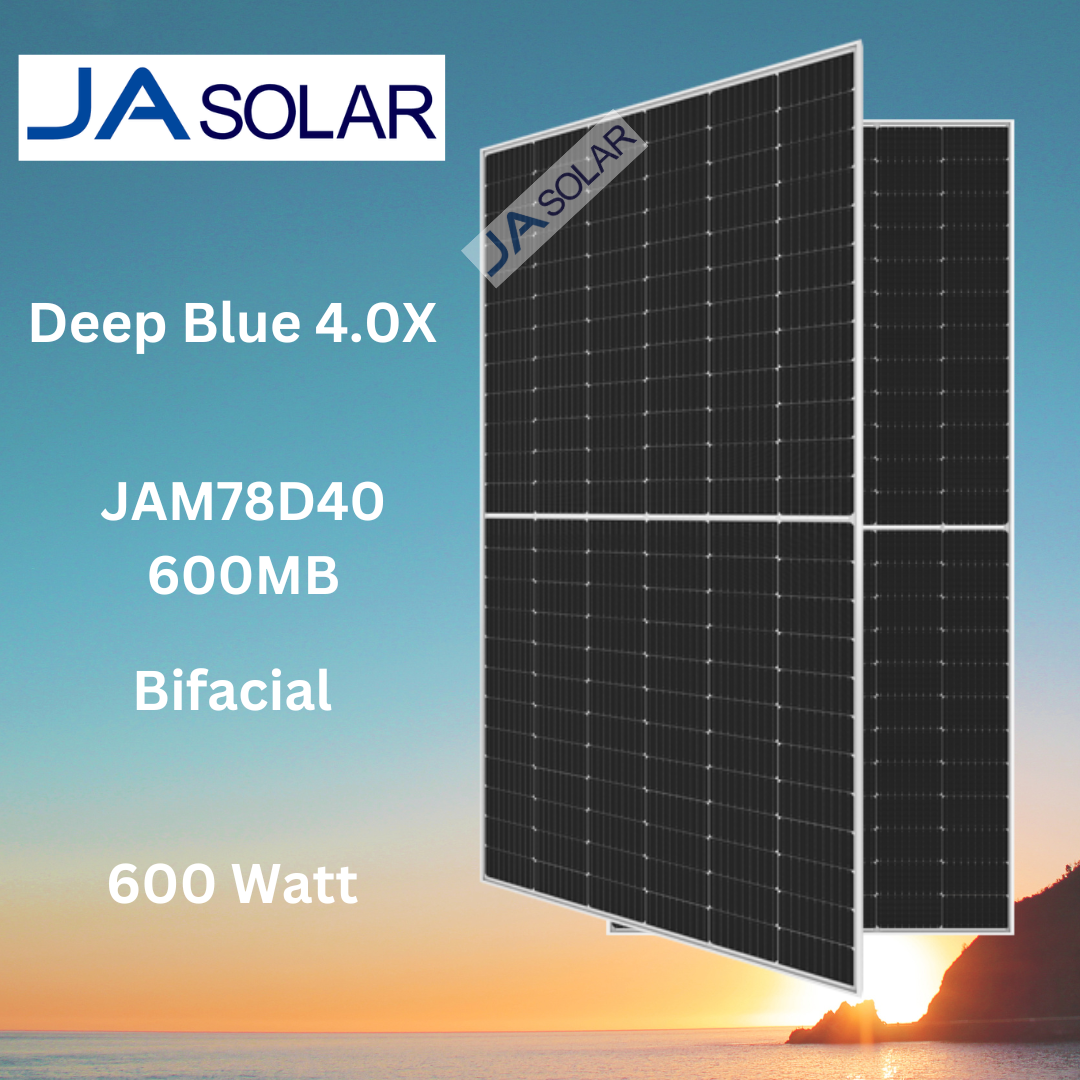 JA SOLAR
JA SOLAR
Deep Blue 4.0X
JAM78D40
600MB
Bifacial
600 Watt